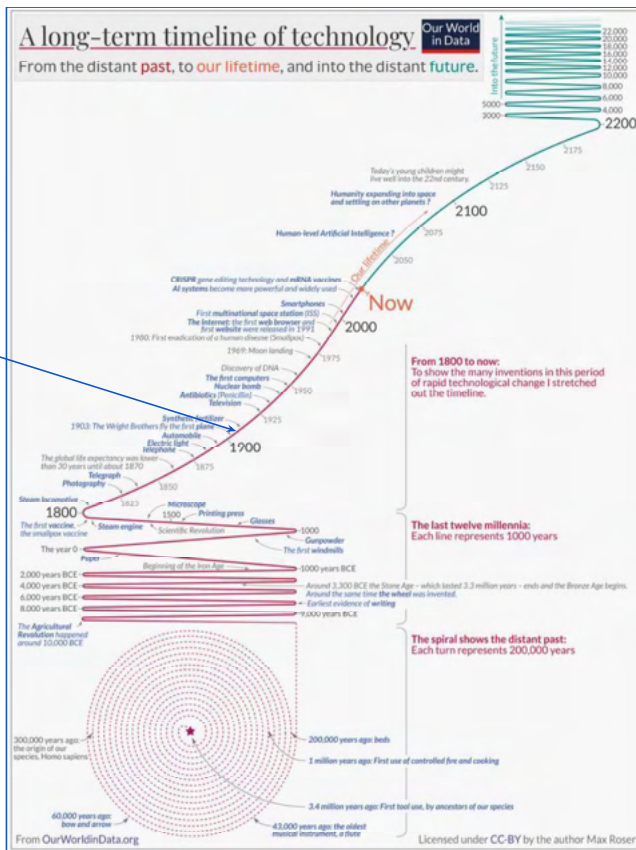 A long-term timeline of technology
Our World
in Data
From the distant past, to our lifetime, and into the distant future.
Into the future
22,000
20,000
18,000
16,000
14,000
12,000
10,000
8,000
6,000
5000
4,000
3000
2200
2175
2150
Today's young children might
live well into the 22nd century.
2125
Humanity expanding into space
and settling on other planets ?
2100
2075
Human-level Artificial Intelligence ?
2050
Our lifetime
CRISPR gene editing technology and mRNA vaccines
AI systems become more powerful and widely used
Now
Smartphones
First multinational space station (ISS)
The Internet: the first web browser and
first website were released in 1991
2000
1980: First eradication of a human disease (Smallpox)
1969: Moon landing
1975
From 1800 to now:
To show the many inventions in this period
of rapid technological change I stretched
out the timeline.
Discovery of DNA
The first computers
Nuclear bomb
1950
Antibiotics (Penicillin)
Television
1925
Synthetic fertilizer
1903: The Wright Brothers fly the first plane
Automobile
1900
Electric light
Telephone
The global life expectancy was lower
than 30 years until about 1870
1875
Telegraph
1850
Photography
1825
Steam locomotive
1800
Microscope
1500
Printing press
Glasses
The last twelve millennia:
Each line represents 1000 years
The first vaccine,
the smallpox vaccine
Steam engine
Scientific Revolution
1000
Gunpowder
The first windmills
The year 0
Paper
Beginning of the Iron Age
1000 years BCE
2,000 years BCE
4,000 years BCE
Around 3,300 BCE the Stone Age – which lasted 3.3 million years – ends and the Bronze Age begins.
Around the same time the wheel was invented.
6,000 years BCE
Earliest evidence of writing
8,000 years BCE
9,000 years BCE
The Agricultural
Revolution happened
around 10,000 BCE
The spiral shows the distant past:
Each turn represents 200,000 years
300,000 years ago:
the origin of our
species, Homo sapiens
200,000 years ago: beds
1 million years ago: First use of controlled fire and cooking
3.4 million years ago: First tool use, by ancestors of our species
60,000 years ago:
bow and arrow
43,000 years ago: the oldest
musical instrument, a flute
From OurWorldinData.org
Licensed under CC-BY by the author Max Roser